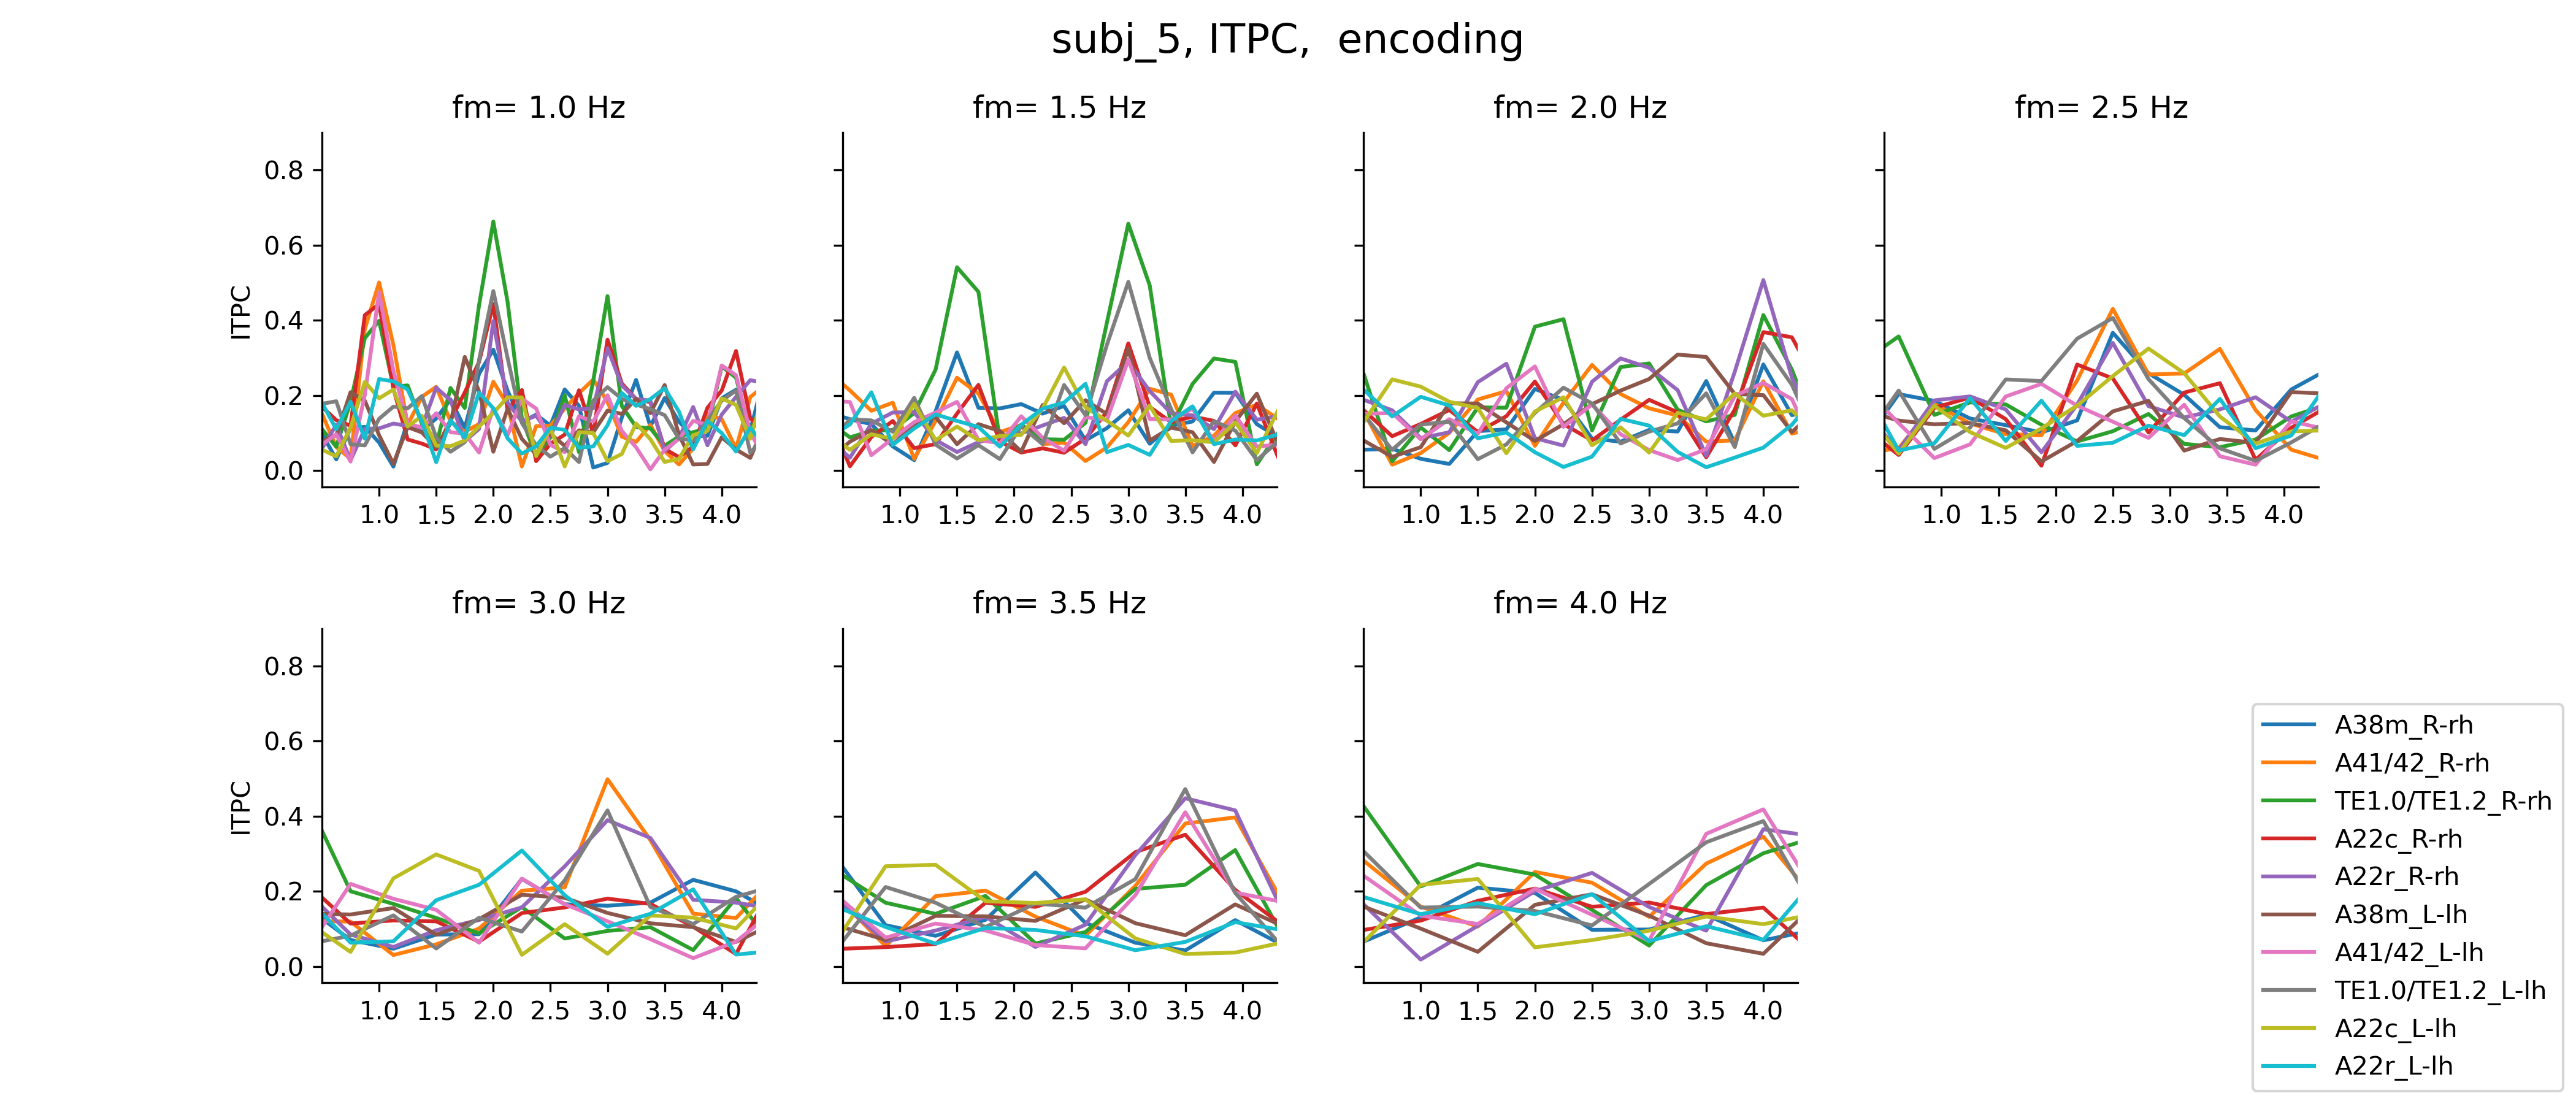 subj_5, ITPC,  encoding
fm= 1.0 Hz
fm= 1.5 Hz
fm= 2.0 Hz
fm= 2.5 Hz
ITPC
0.8
0.6
0.4
0.2
0.0
1.0 1.5 2.0 2.5 3.0 3.5 4.0
1.0 1.5 2.0 2.5 3.0 3.5 4.0
1.0 1.5 2.0 2.5 3.0 3.5 4.0
1.0 1.5 2.0 2.5 3.0 3.5 4.0
fm= 3.0 Hz
fm= 3.5 Hz
fm= 4.0 Hz
ITPC
0.8
0.6
0.4
0.2
0.0
1.0 1.5 2.0 2.5 3.0 3.5 4.0
1.0 1.5 2.0 2.5 3.0 3.5 4.0
1.0 1.5 2.0 2.5 3.0 3.5 4.0
A38m_R-rh
A41/42_R-rh
TE1.0/TE1.2_R-rh
A22c_R-rh
A22r_R-rh
A38m_L-lh
A41/42_L-lh
TE1.0/TE1.2_L-lh
A22c_L-lh
A22r_L-lh